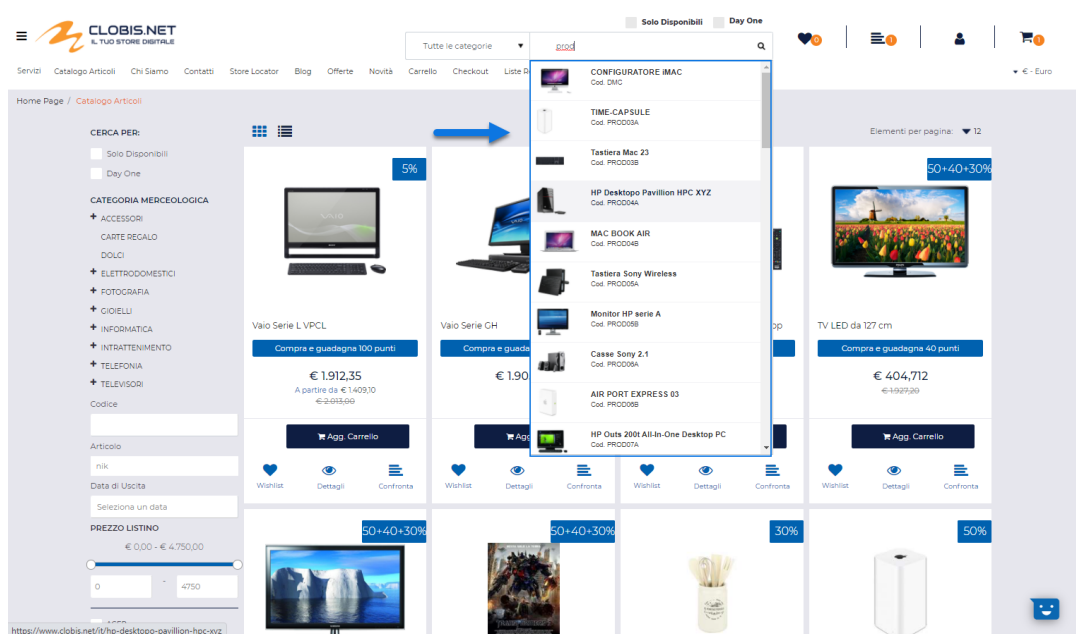 Solo Disponibili Day One
CLOBIS.NET
IL TUO STORE DIGITALE
Tutte le categorie prod
0 1 1
Servizi Catalogo Articoli Chi Siamo Contatti Store Locator Blog Offerte Novità Carrello Checkout Liste R
€ - Euro
Home Page / Catalogo Articoli
CONFIGURATORE iMAC
Cod. DMC
TIME-CAPSULE
Cod. PROD03A
Tastiera Mac 23
Cod. PROD03B
HP Desktopo Pavillion HPC XYZ
Cod. PROD04A
MAC BOOK AIR
Cod. PROD04B
Tastiera Sony Wireless
Cod. PROD05A
Monitor HP serie A
Cod. PROD05B
Casse Sony 2.1
Cod. PROD06A
AIR PORT EXPRESS 03
Cod. PROD06B
HP Outs 200t All-In-One Desktop PC
Cod. PROD07A
Elementi per pagina: 12
CERCA PER:
Solo Disponibili
Day One
CATEGORIA MERCEOLOGICA
+ ACCESSORI
CARTE REGALO
DOLCI
+ ELETTRODOMESTICI
+ FOTOGRAFIA
+ GIOIELLI
+ INFORMATICA
+ INTRATTENIMENTO
+ TELEFONIA
+ TELEVISORI
Codice
Articolo
nik
Data di Uscita
Seleziona un data
PREZZO LISTINO
€ 0,00 - € 4.750,00
0 - 4750
5%
VAIO
Vaio Serie L VPCL
Compra e guadagna 100 punti
€ 1.912,35
A partire da € 1.409,10
€ 2.013,00
Agg. Carrello
Wishlist Dettagli Confronta
Vaio Serie GH
Compra e guada
€ 1.90
Agg
Wishlist Dettagli Confronta
op
Wishlist Dettagli Confronta
50+40+30%
TV LED da 127 cm
Compra e guadagna 40 punti
€ 404,712
€ 1.927,20
Agg. Carrello
Wishlist Dettagli Confronta
50+40+30%
50+40+30%
TRANSFORMERS
30%
50%
https://www.clobis.net/it/hp-desktopo-pavillion-hpc-xyz